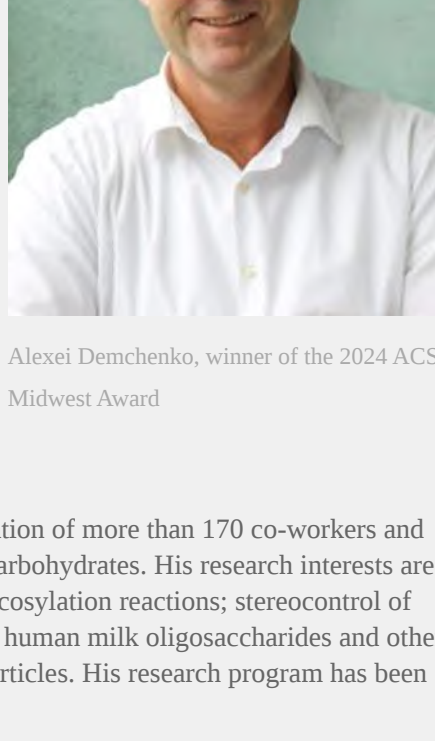 Alexei Demchenko, winner of the 2024 ACS
Midwest Award
tion of more than 170 co-workers and
arbohydrates. His research interests are
cosylation reactions; stereocontrol of
human milk oligosaccharides and othe
rticles. His research program has been